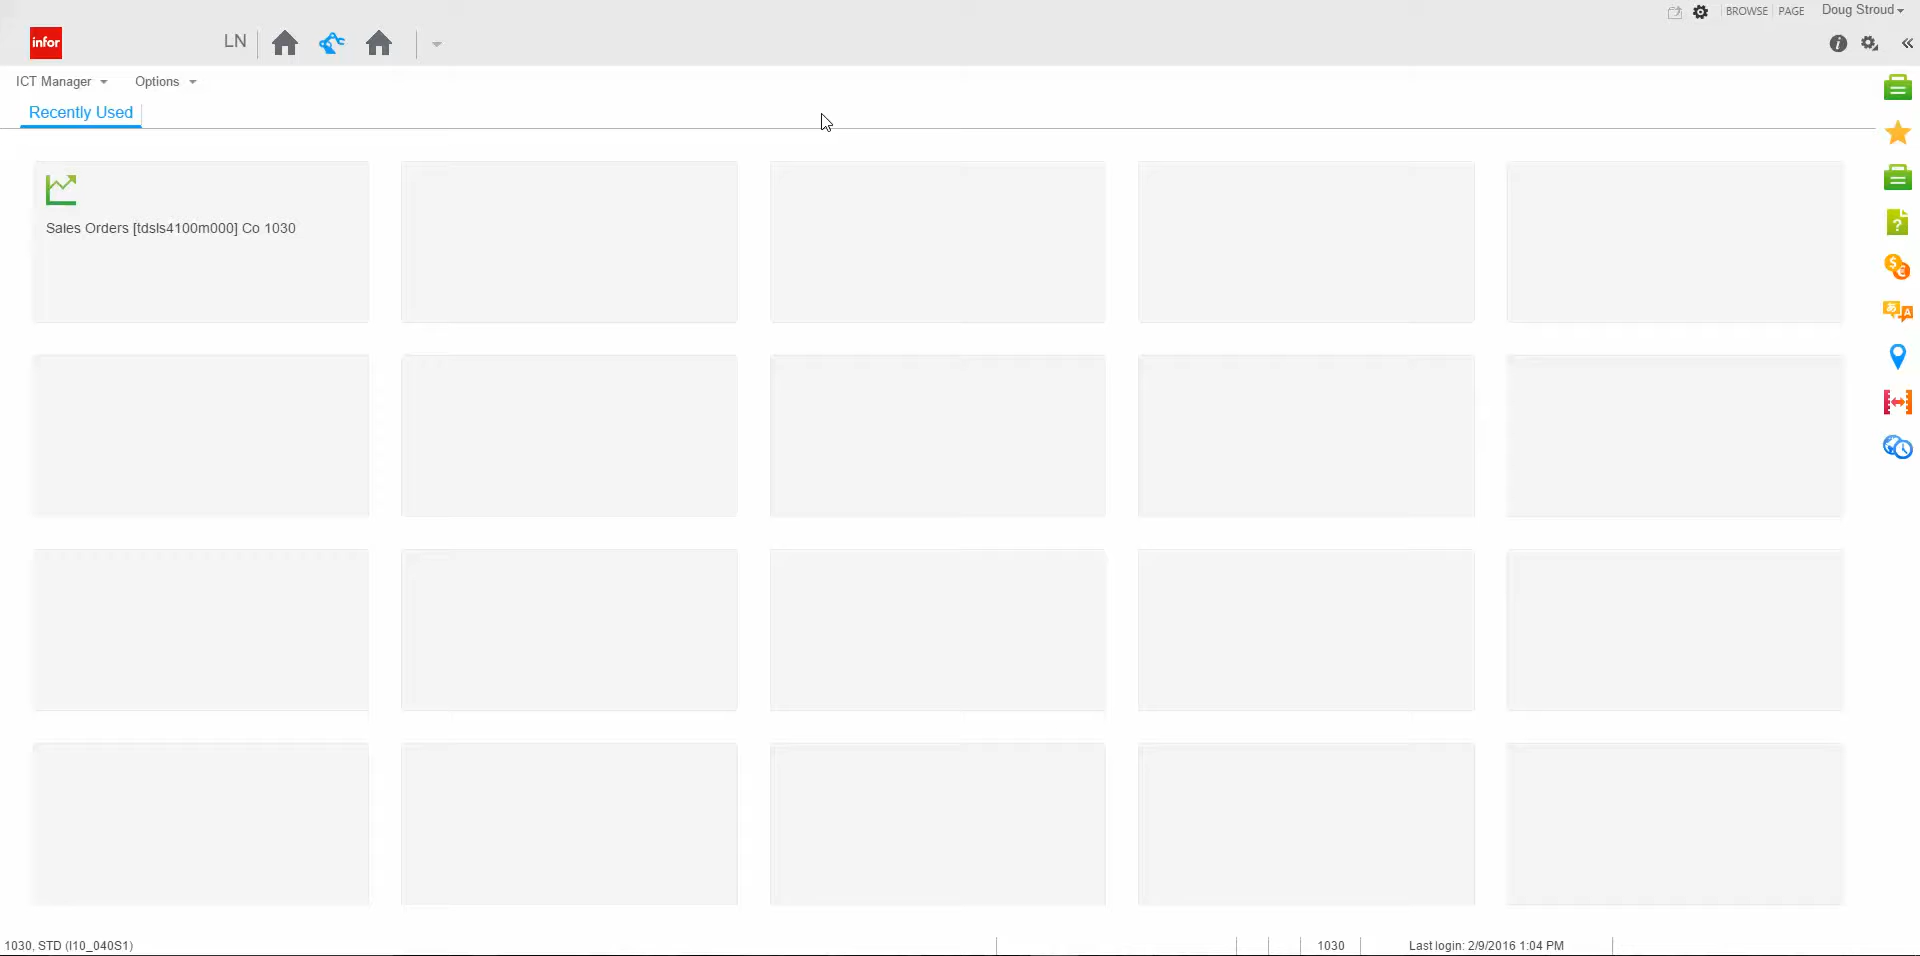 BROWSE PAGE Doug Stroud
infor LN
ICT Manager Options
Recently Used
Sales Orders [tdsls4100m000] Co 1030
1030, STD (I10_040S1) 1030 Last login: 2/9/2016 1:04 PM